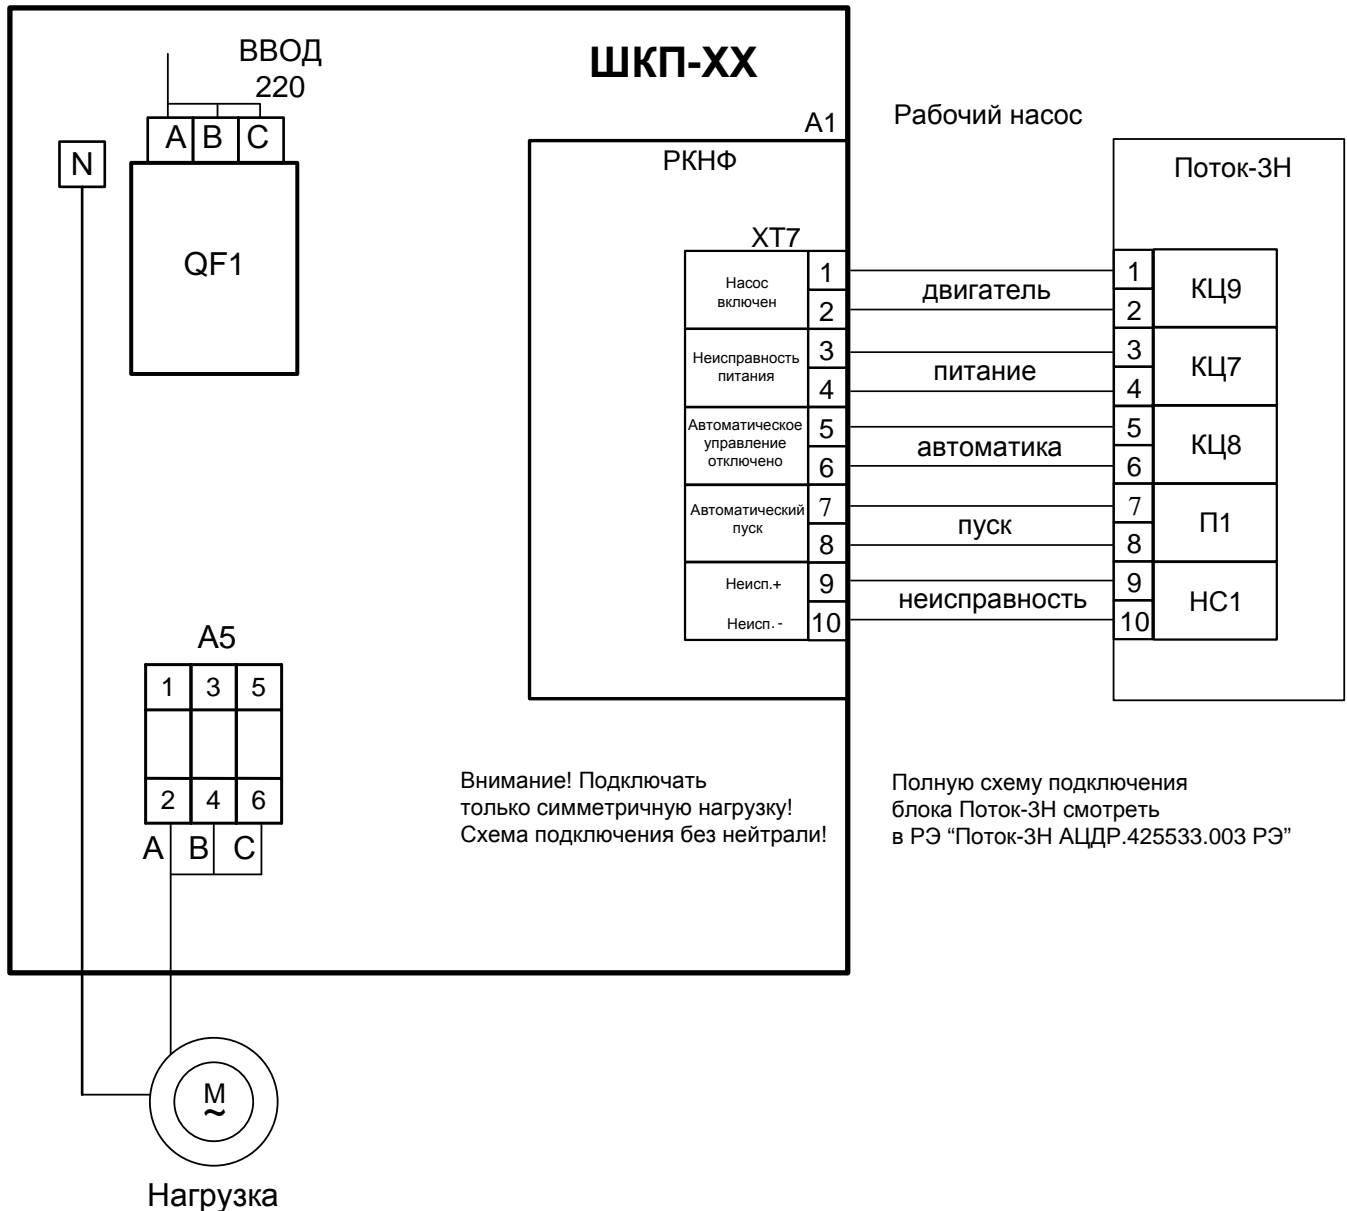 ВВОД
220
ШКП-ХХ
A B C
N
QF1
А1
РКНФ
Рабочий насос
Поток-3Н
ХТ7
Насос
включен
1
2
двигатель
1
2
КЦ9
Неисправность
питания
3
4
питание
3
4
КЦ7
Автоматическое
управление
отключено
5
6
автоматика
5
6
КЦ8
Автоматический
пуск
7
8
пуск
7
8
П1
Неисп.+
Неисп.-
9
10
неисправность
9
10
НС1
А5
1 3 5
2 4 6
A B C
Внимание! Подключать
только симметричную нагрузку!
Схема подключения без нейтрали!
Полную схему подключения
блока Поток-3Н смотреть
в РЭ “Поток-3Н АЦДР.425533.003 РЭ”
М
~
Нагрузка